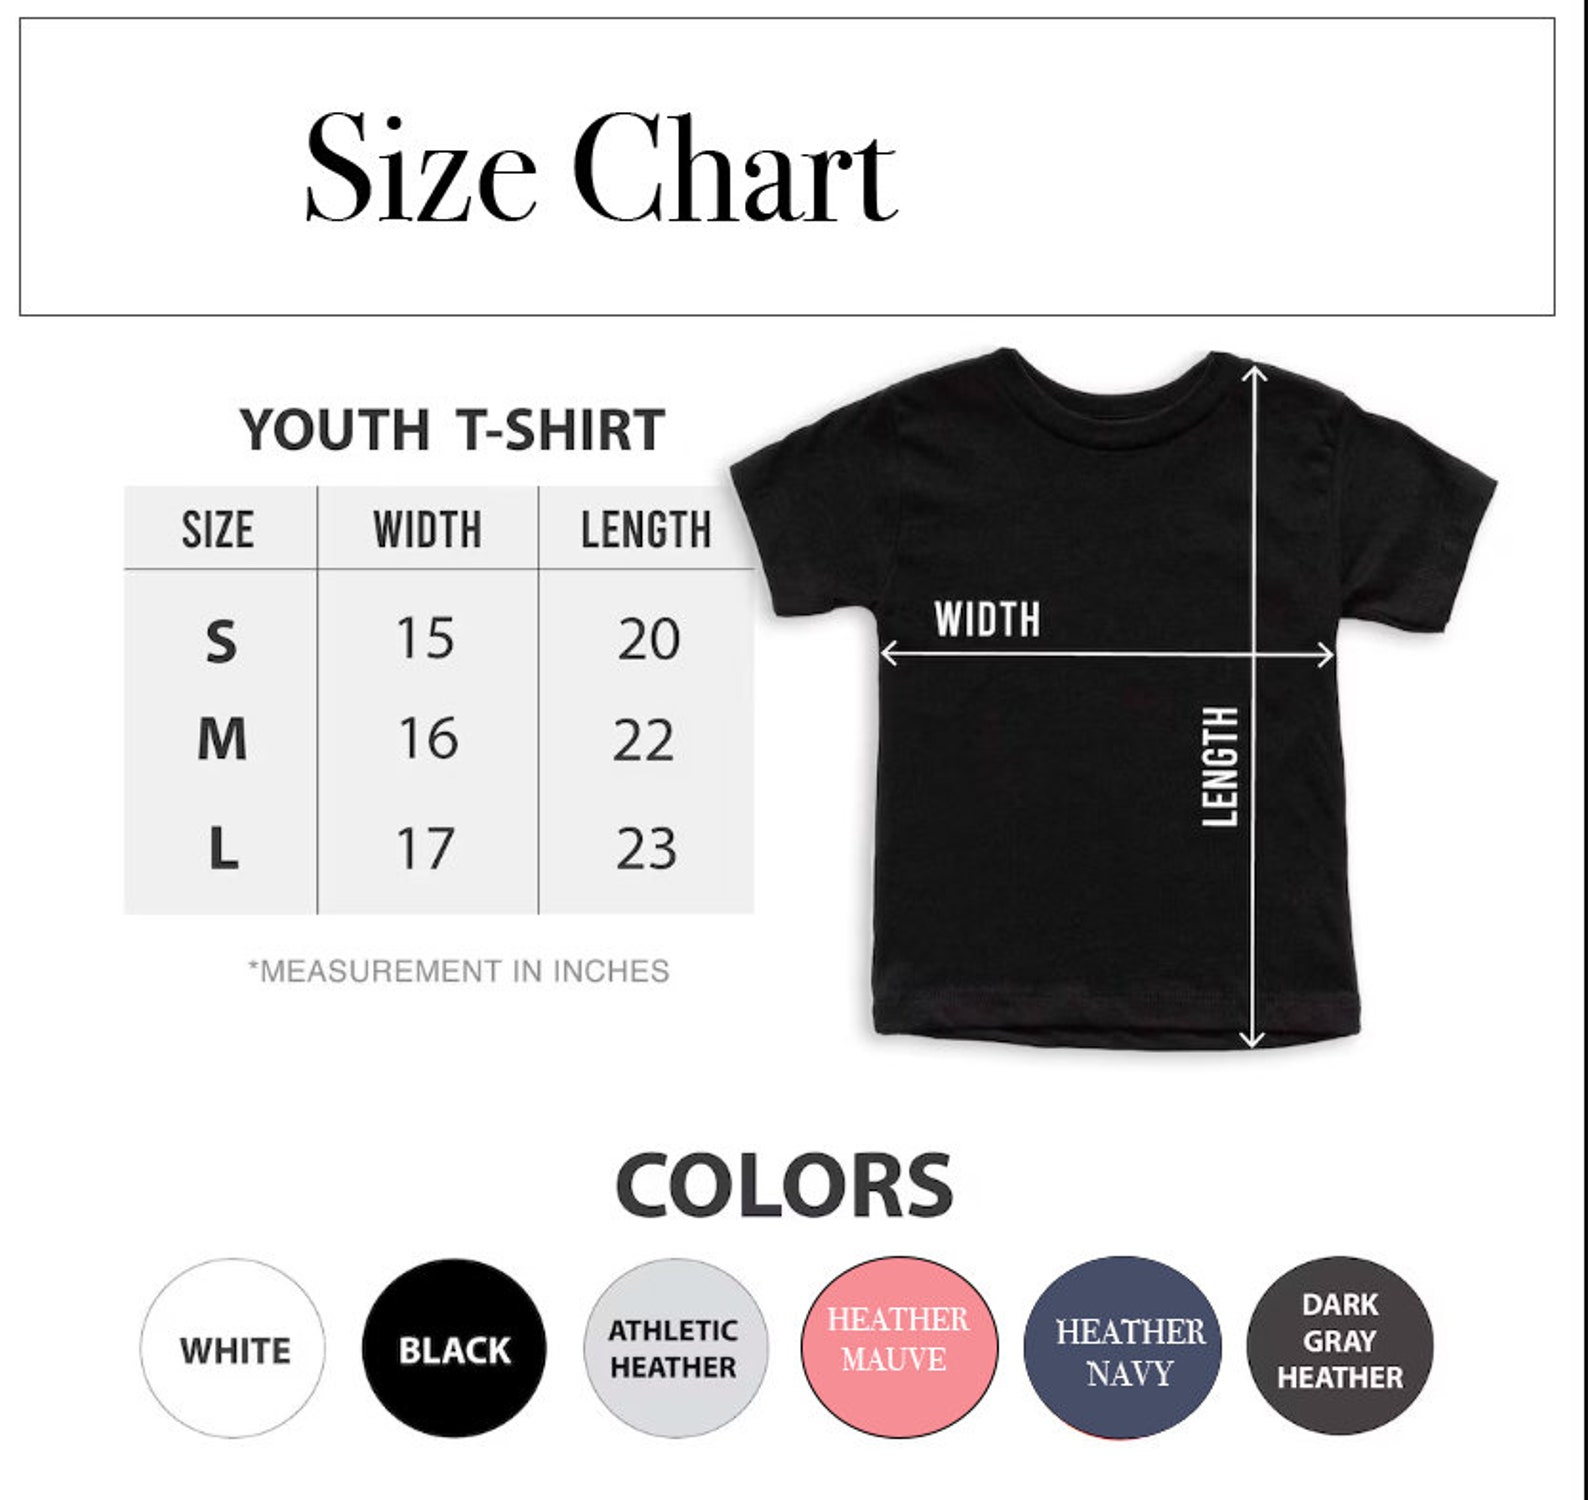 Size Chart
YOUTH T-SHIRT
SIZE WIDTH LENGTH
S 15 20
M 16 22
L 17 23
*MEASUREMENT IN INCHES
WIDTH
LENGTH
COLORS
WHITE
BLACK
ATHLETIC
HEATHER
HEATHER
MAUVE
HEATHER
NAVY
DARK
GRAY
HEATHER